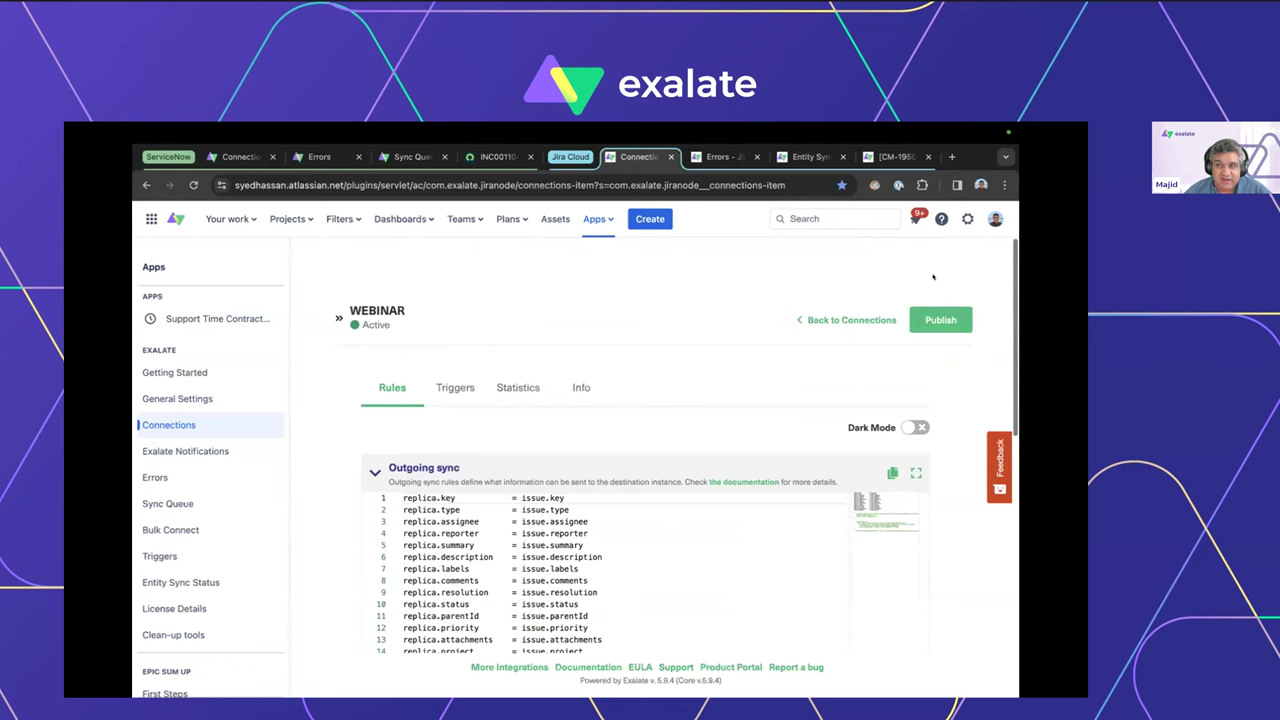 exalate
exalate
Majid
ServiceNow
Connectio
Errors
Sync Que
INC00110
Jira Cloud
Connectio
Errors - Ji
Entity Syn
[CM-1950
syedhassan.atlassian.net/plugins/servlet/ac/com.exalate.jiranode/connections-item?s=com.exalate.jiranode__connections-item
Your work
Projects
Filters
Dashboards
Teams
Plans
Assets
Apps
Create
Search
9+
Apps
APPS
Support Time Contract...
EXALATE
Getting Started
General Settings
Connections
Exalate Notifications
Errors
Sync Queue
Bulk Connect
Triggers
Entity Sync Status
License Details
Clean-up tools
EPIC SUM UP
First Steps
WEBINAR
Active
Back to Connections
Publish
Rules
Triggers
Statistics
Info
Dark Mode
Feedback
Outgoing sync
Outgoing sync rules define what information can be sent to the destination instance. Check the documentation for more details.
1 replica.key = issue.key
2 replica.type = issue.type
3 replica.assignee = issue.assignee
4 replica.reporter = issue.reporter
5 replica.summary = issue.summary
6 replica.description = issue.description
7 replica.labels = issue.labels
8 replica.comments = issue.comments
9 replica.resolution = issue.resolution
10 replica.status = issue.status
11 replica.parentId = issue.parentId
12 replica.priority = issue.priority
13 replica.attachments = issue.attachments
14 replica.project = issue.project
More Integrations Documentation EULA Support Product Portal Report a bug
Powered by Exalate v. 5.9.4 (Core v.5.9.4)